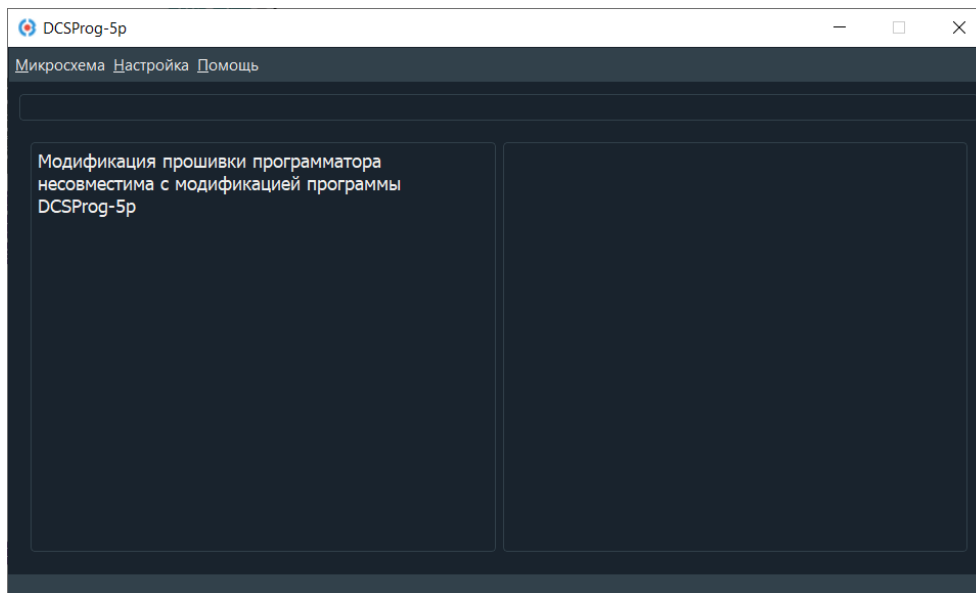 DCSProg-5p
Микросхема Настройка Помощь
Модификация прошивки программатора
несовместима с модификацией программы
DCSProg-5p